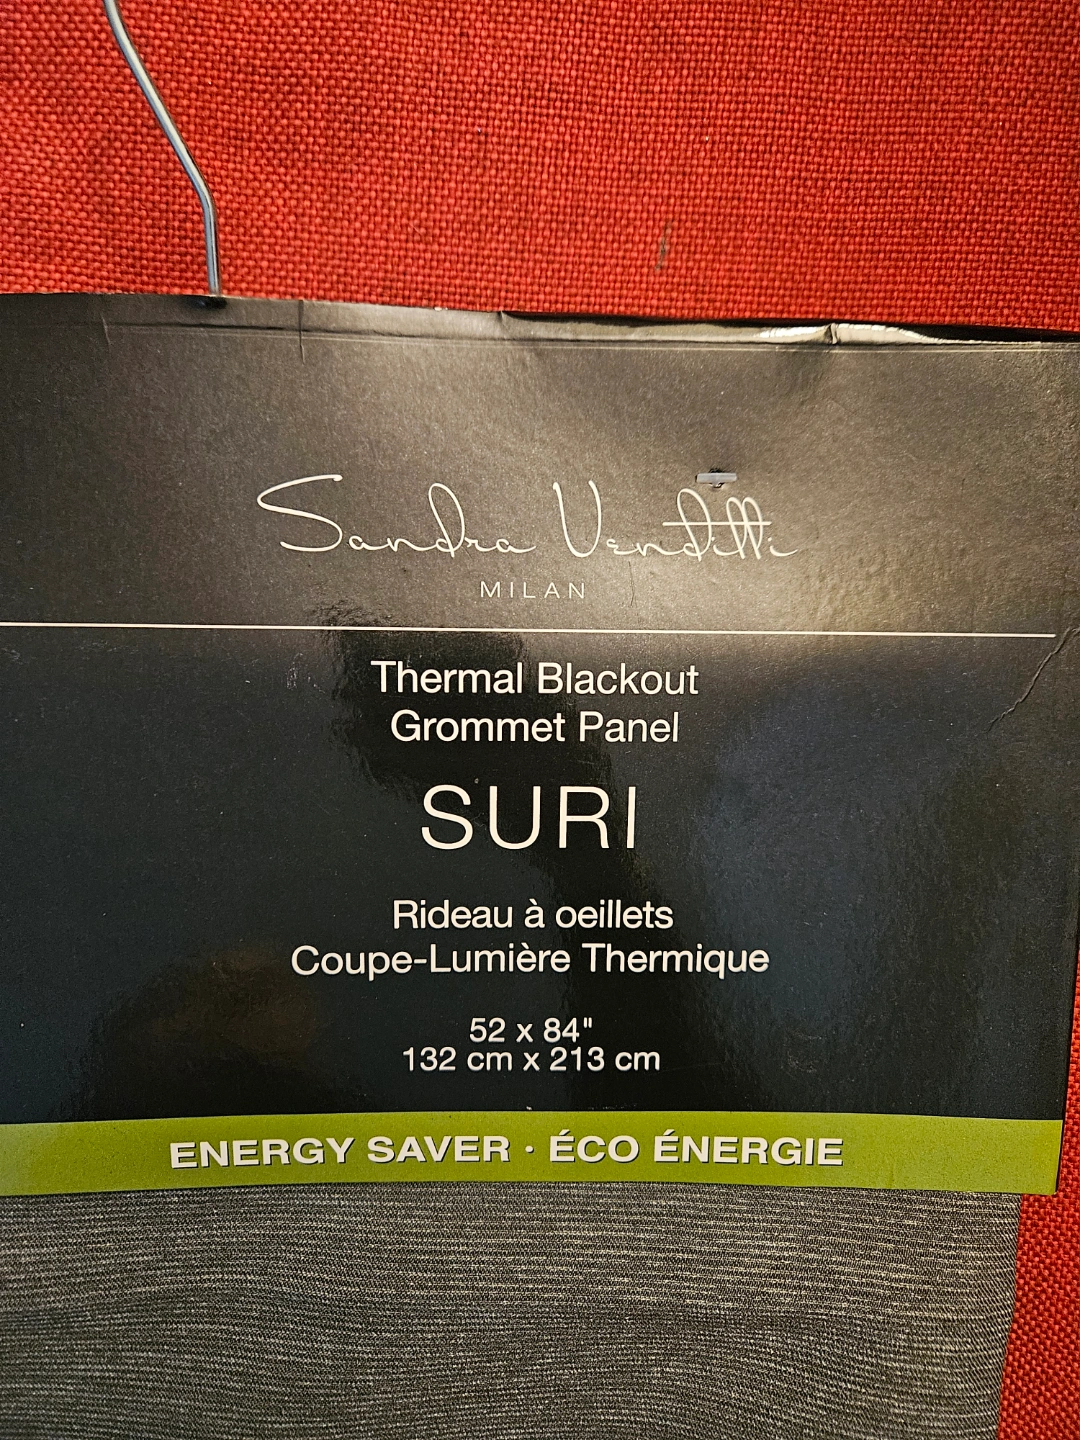 Sandra Venditti
MILAN
Thermal Blackout
Grommet Panel
SURI
Rideau à oeillets
Coupe-Lumière Thermique
52 x 84"
132 cm x 213 cm
ENERGY SAVER · ÉCO ÉNERGIE